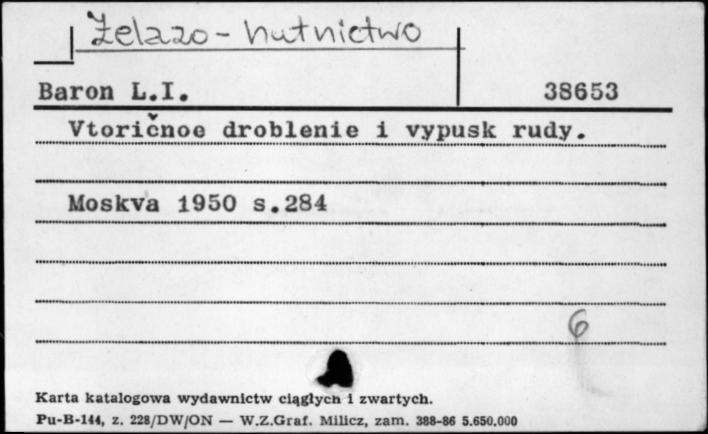 Żelazo - hutnictwo
Baron L.I. 38653
Vtoričnoe droblenie i vypusk rudy.
Moskva 1950 s.284
6
Karta katalogowa wydawnictw ciągłych i zwartych.
Pu-B-144, z. 228/DW/ON — W.Z.Graf. Milicz, zam. 388-86 5.650.000